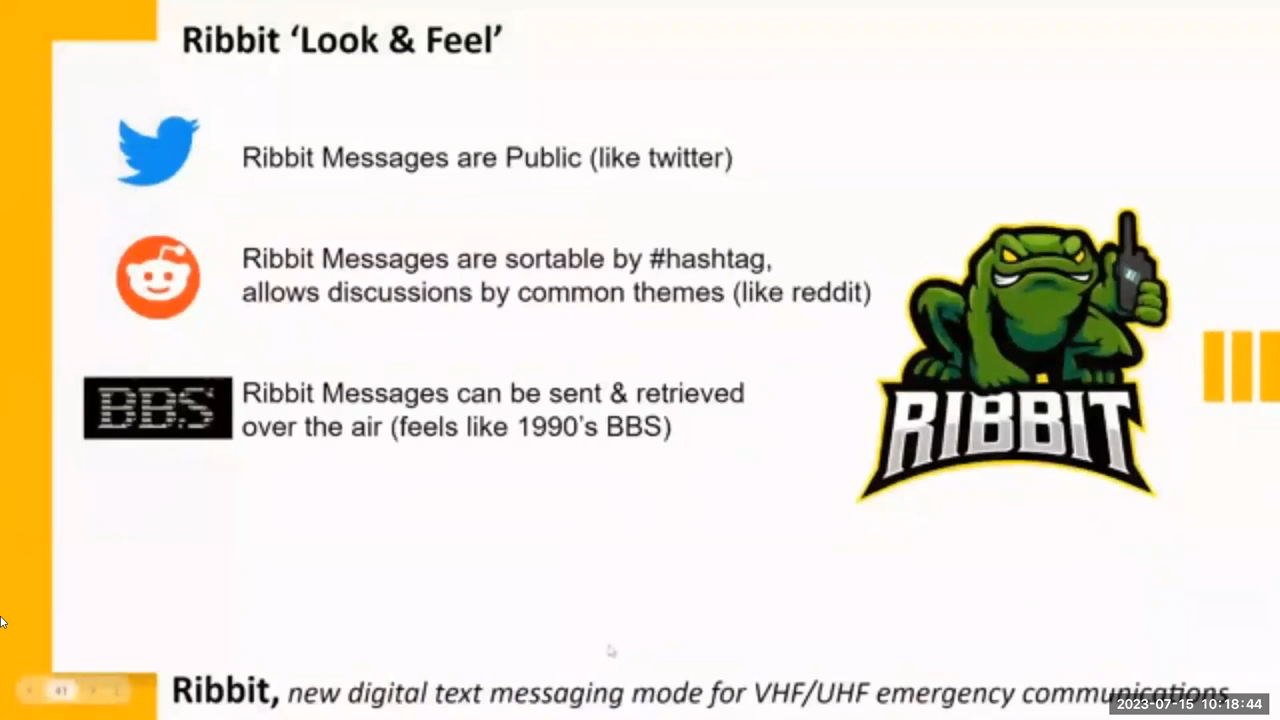 Ribbit ‘Look & Feel’
Ribbit Messages are Public (like twitter)
Ribbit Messages are sortable by #hashtag,
allows discussions by common themes (like reddit)
BBS
Ribbit Messages can be sent & retrieved
over the air (feels like 1990’s BBS)
RIBBIT
41
Ribbit, new digital text messaging mode for VHF/UHF emergency communications
2023-07-15 10:18:44